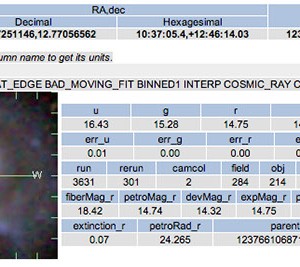 RA,dec
Decimal Hexagesimal
7251146,12.77056562 10:37:05.4,+12:46:14.03 123
umn name to get its units.
AT_EDGE BAD_MOVING_FIT BINNED1 INTERP COSMIC_RAY C
u g r
16.43 15.28 14.75 14
err_u err_g err_r e
0.01 0.00 0.00 0
run rerun camcol field obj
3631 301 2 284 214
fiberMag_r petroMag_r devMag_r expMag_r p
18.42 14.74 14.32 14.75
extinction_r petroRad_r parent
0.07 24.265 123766106871
W